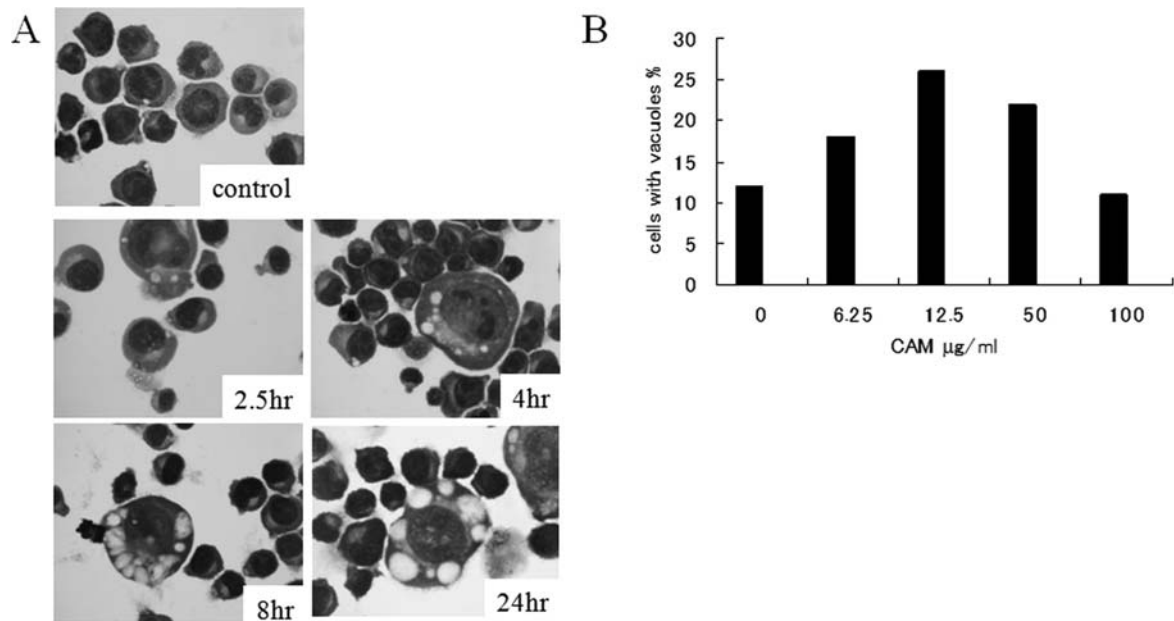 A
control
2.5hr
4hr
8hr
24hr
B
cells with vacuoles %
30
25
20
15
10
5
0
0 6.25 12.5 50 100
CAM µg/ml